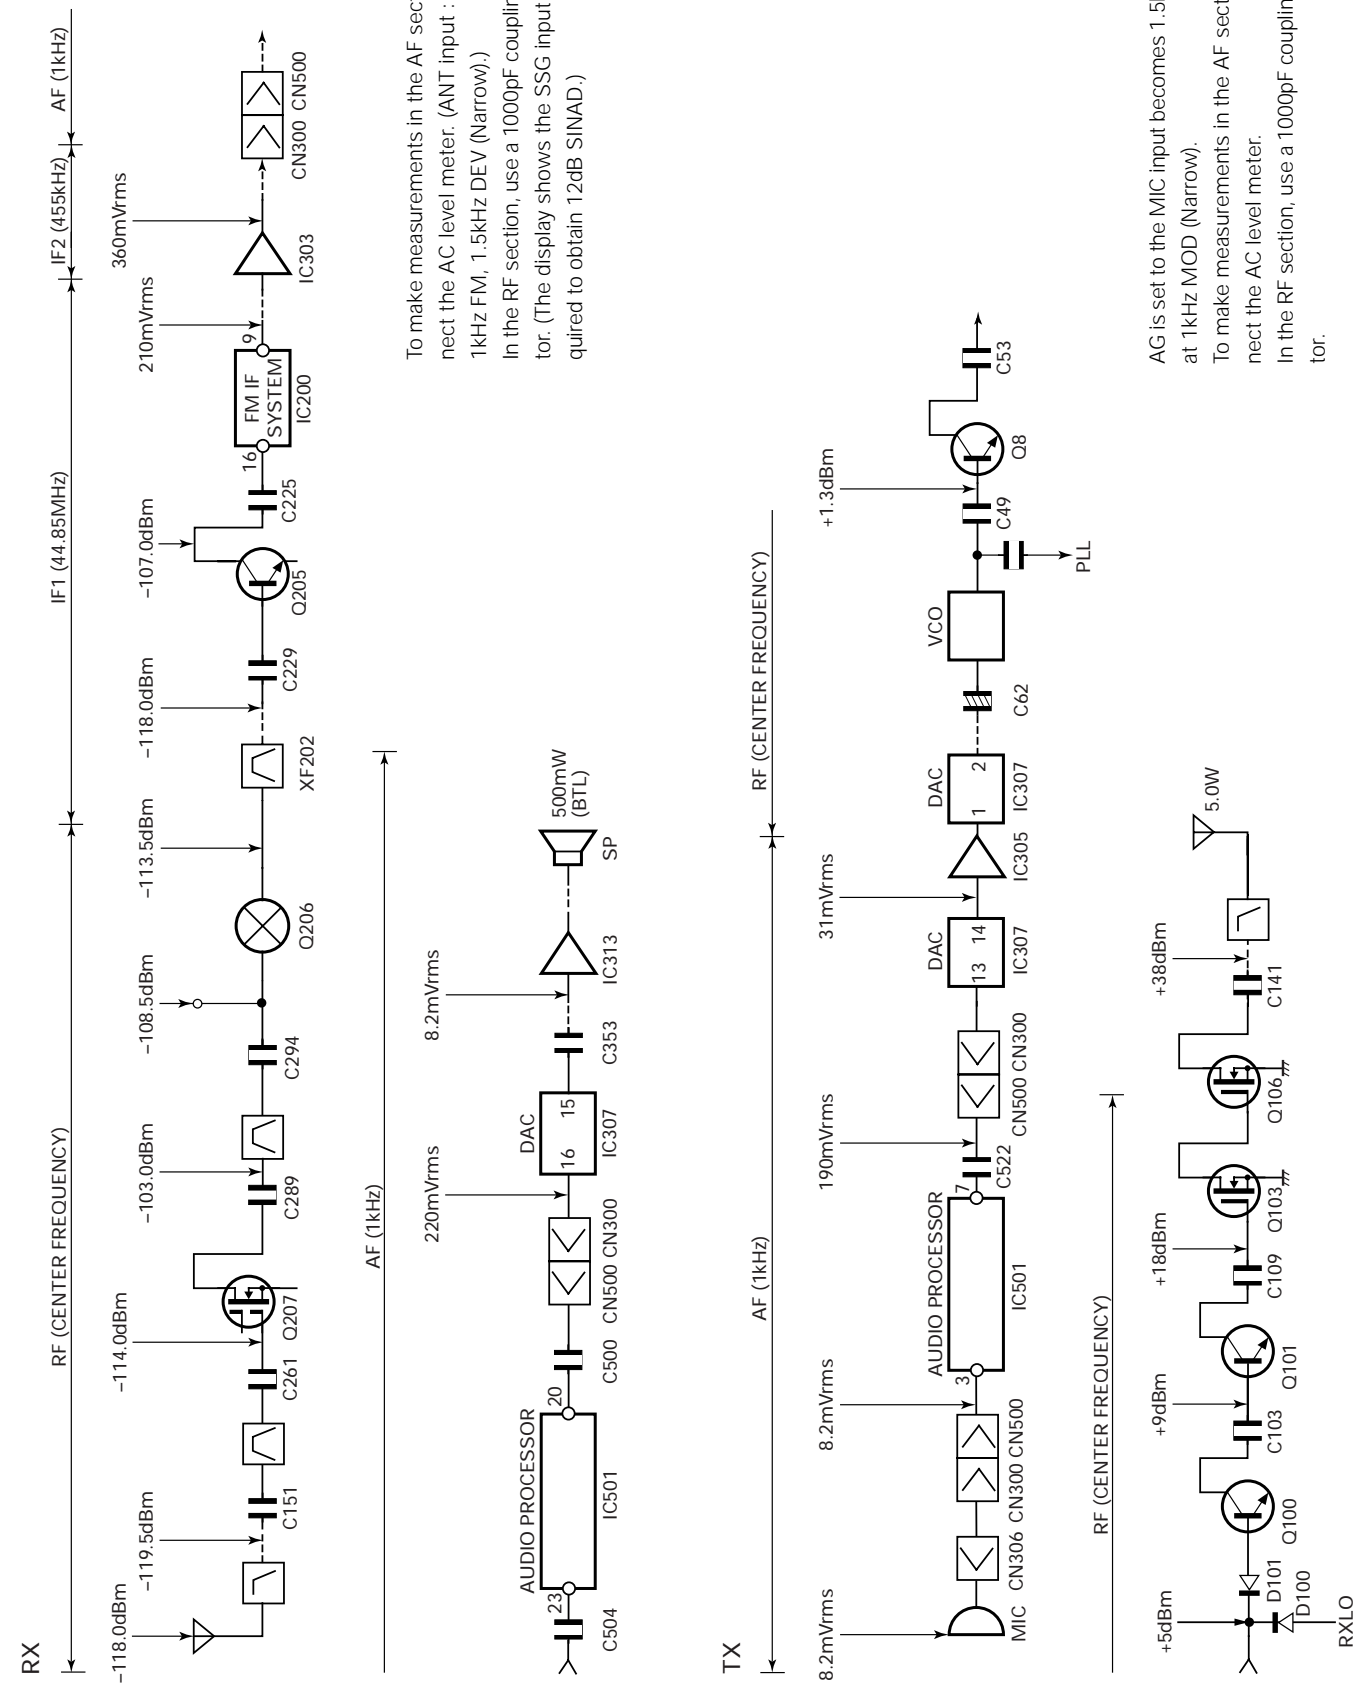 RX
RF (CENTER FREQUENCY)
IF1 (44.85MHz)
IF2 (455kHz)
AF (1kHz)
–118.0dBm
–119.5dBm
–114.0dBm
–103.0dBm
–108.5dBm
–113.5dBm
–118.0dBm
–107.0dBm
210mVrms
360mVrms
C151
C261
Q207
C289
C294
Q206
XF202
C229
Q205
C225
16
FM IF
SYSTEM
9
IC200
IC303
CN300 CN500
AF (1kHz)
220mVrms
8.2mVrms
AUDIO PROCESSOR
23
20
DAC
16
15
500mW
(BTL)
C504
IC501
C500
CN500 CN300
IC307
C353
IC313
SP
To make measurements in the AF sect
nect the AC level meter. (ANT input :
1kHz FM, 1.5kHz DEV (Narrow).)
In the RF section, use a 1000pF couplin
tor. (The display shows the SSG input
quired to obtain 12dB SINAD.)
TX
AF (1kHz)
RF (CENTER FREQUENCY)
8.2mVrms
8.2mVrms
190mVrms
31mVrms
+1.3dBm
AUDIO PROCESSOR
3
7
DAC
13
14
DAC
1
2
VCO
MIC
CN306
CN300 CN500
IC501
C522
CN500 CN300
IC307
IC305
IC307
C62
C49
Q8
C53
PLL
RF (CENTER FREQUENCY)
+5dBm
+9dBm
+18dBm
+38dBm
5.0W
D101
D100
RXLO
Q100
C103
Q101
C109
Q103
Q106
C141
AG is set to the MIC input becomes 1.5
at 1kHz MOD (Narrow).
To make measurements in the AF sect
nect the AC level meter.
In the RF section, use a 1000pF couplin
tor.